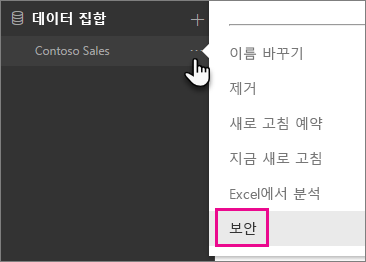 데이터 집합
Contoso Sales
이름 바꾸기
제거
새로 고침 예약
지금 새로 고침
Excel에서 분석
보안